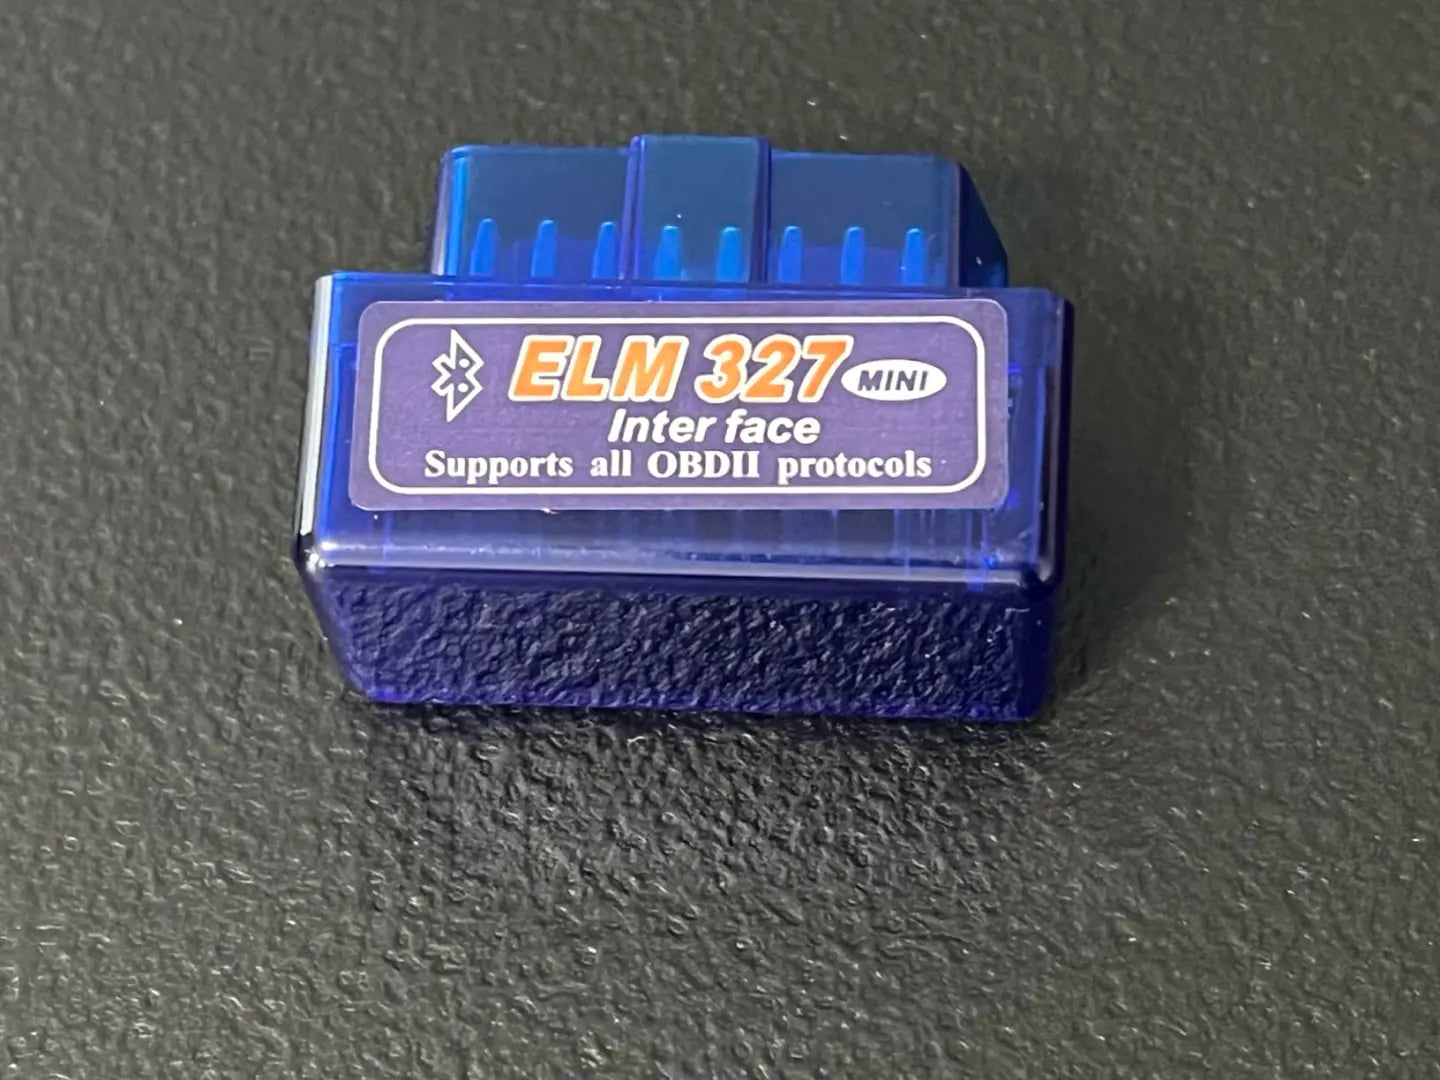 ELM 327 MINI
Inter face
Supports all OBDII protocols